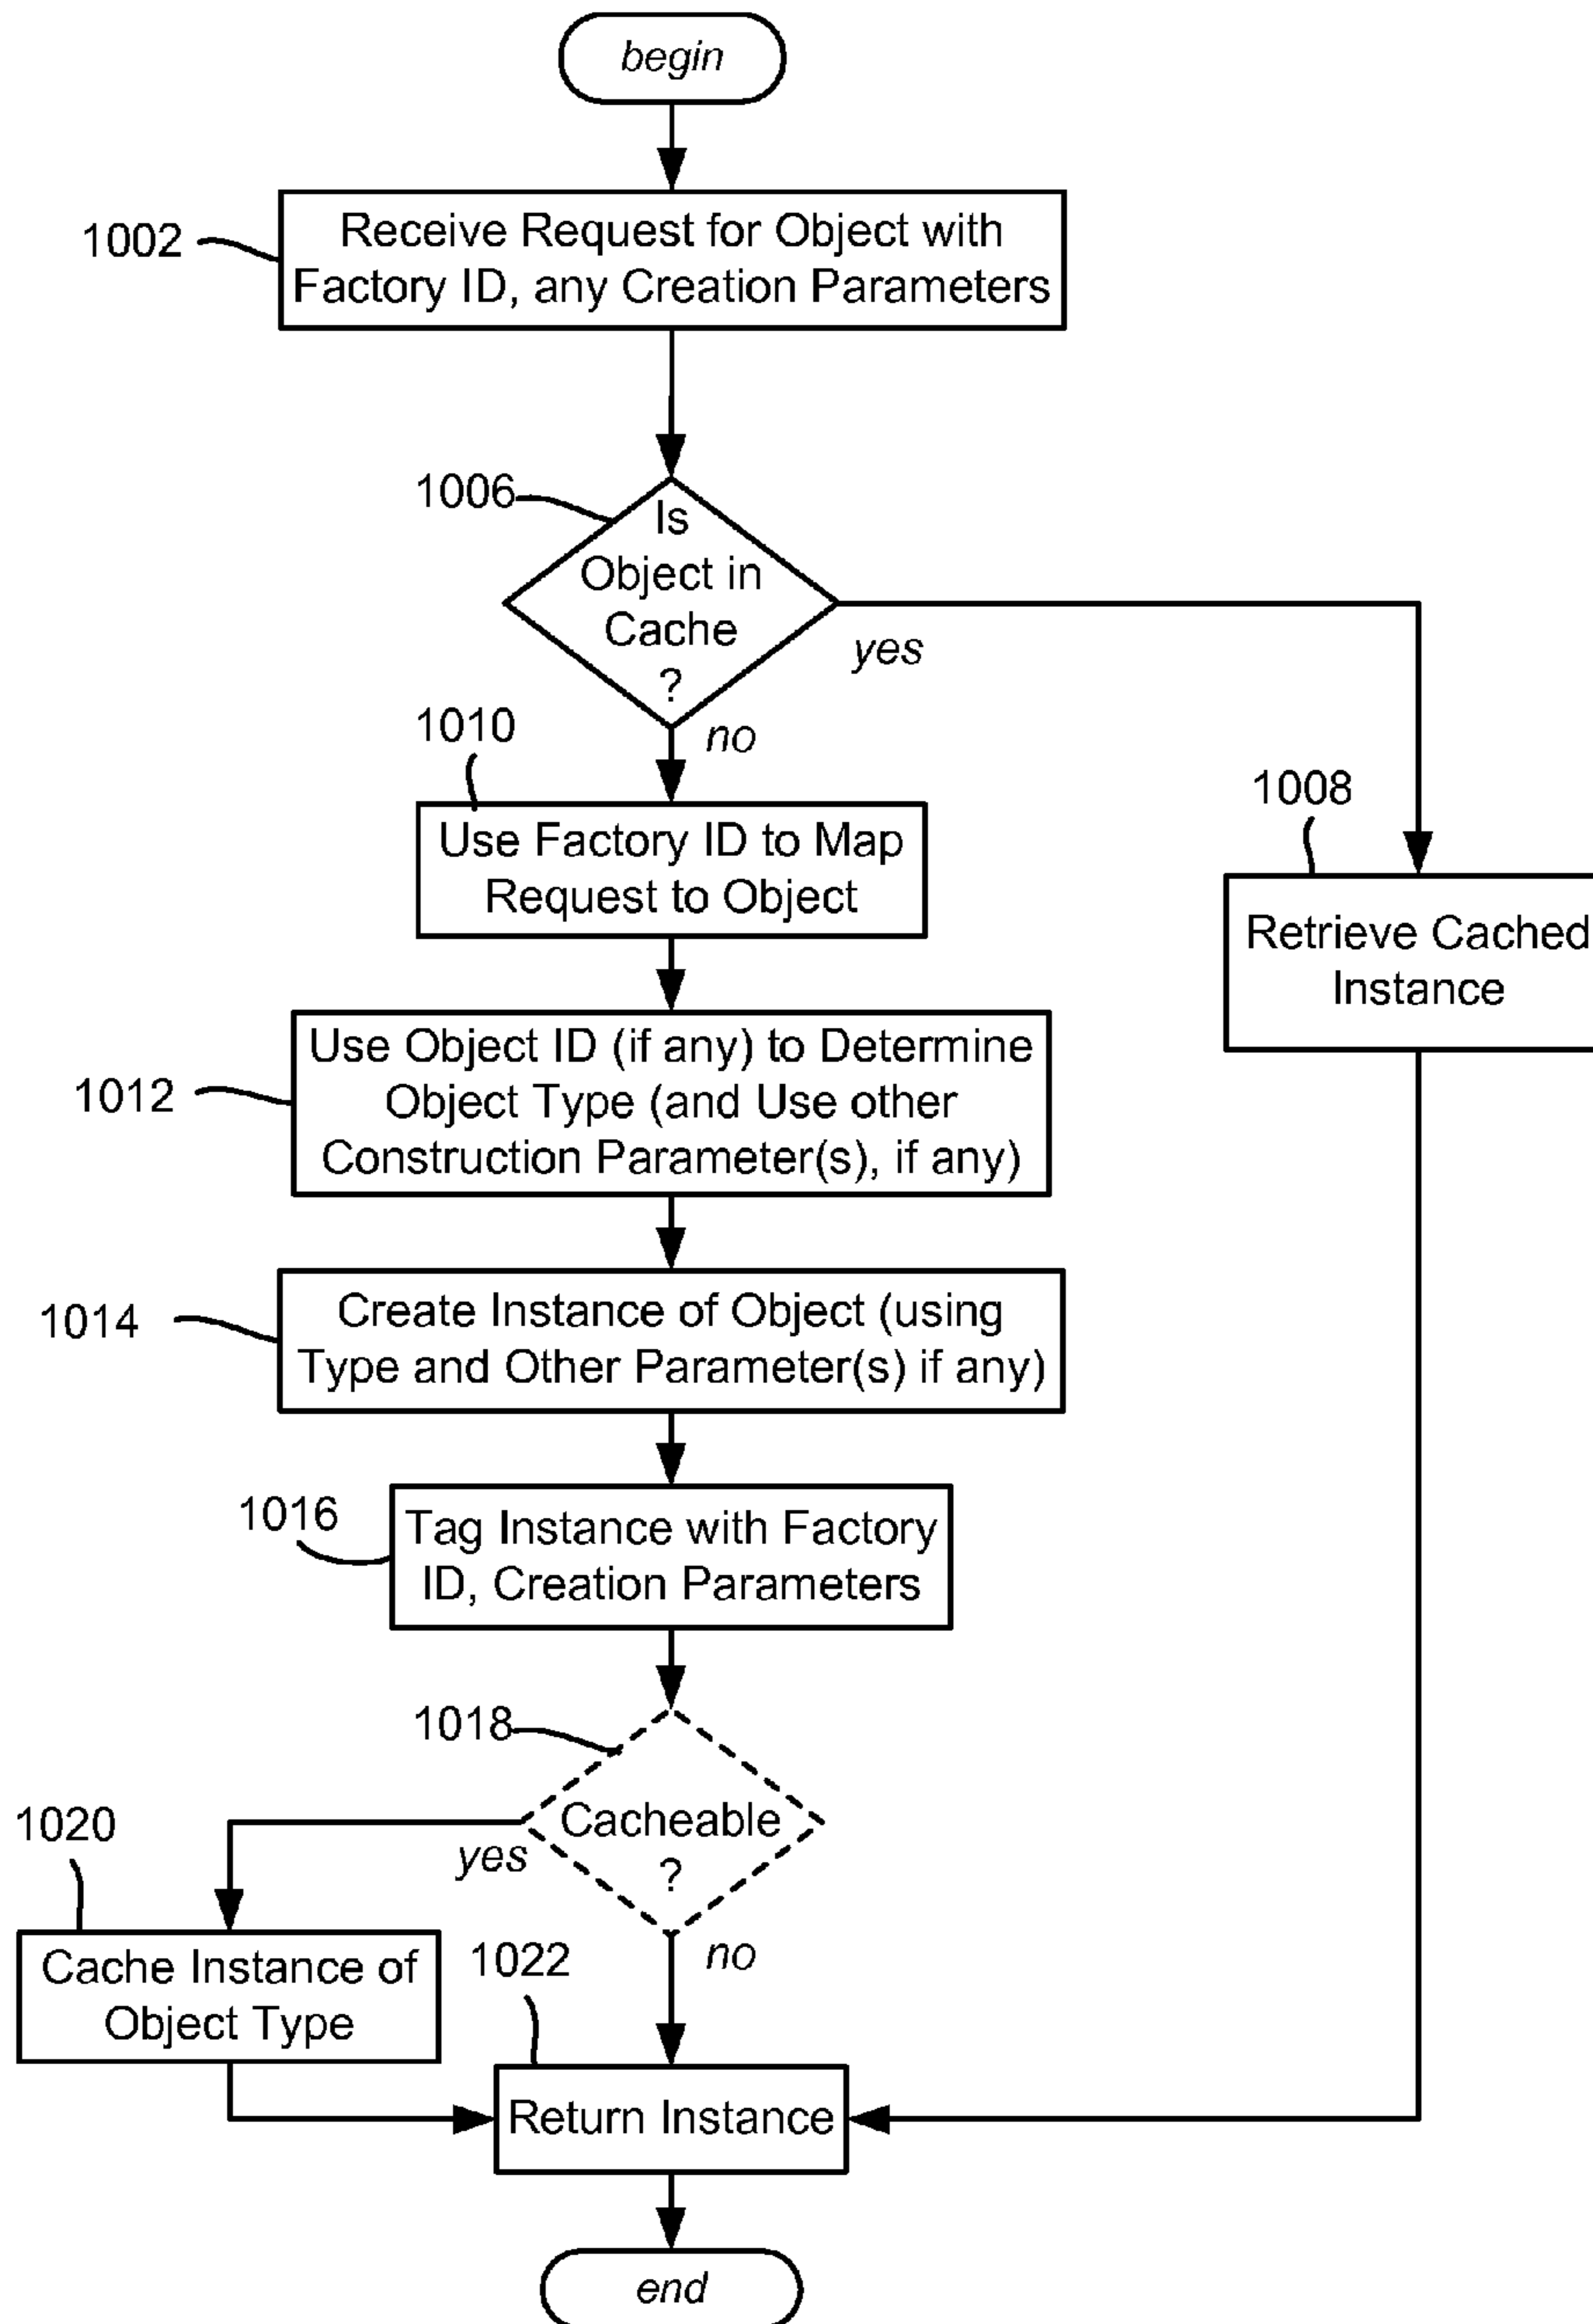 begin
1002
Receive Request for Object with
Factory ID, any Creation Parameters
1006
Is
Object in
Cache
?
yes
no
1010
Use Factory ID to Map
Request to Object
1008
Retrieve Cached
Instance
1012
Use Object ID (if any) to Determine
Object Type (and Use other
Construction Parameter(s), if any)
1014
Create Instance of Object (using
Type and Other Parameter(s) if any)
1016
Tag Instance with Factory
ID, Creation Parameters
1018
Cacheable
?
yes
no
1020
Cache Instance of
Object Type
1022
Return Instance
end